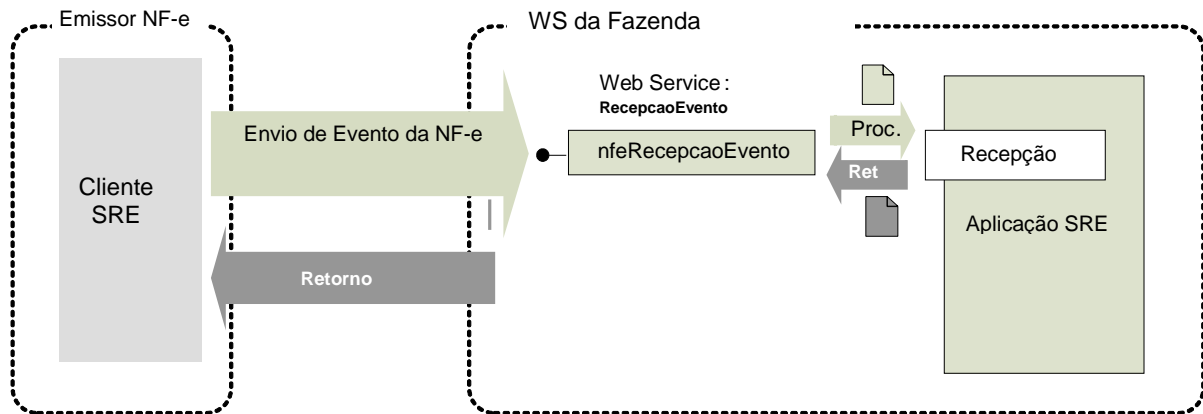 Emissor NF-e
WS da Fazenda
Cliente
SRE
Envio de Evento da NF-e
Retorno
Web Service :
RecepcaoEvento
nfeRecepcaoEvento
Proc.
Ret
Recepção
Aplicação SRE